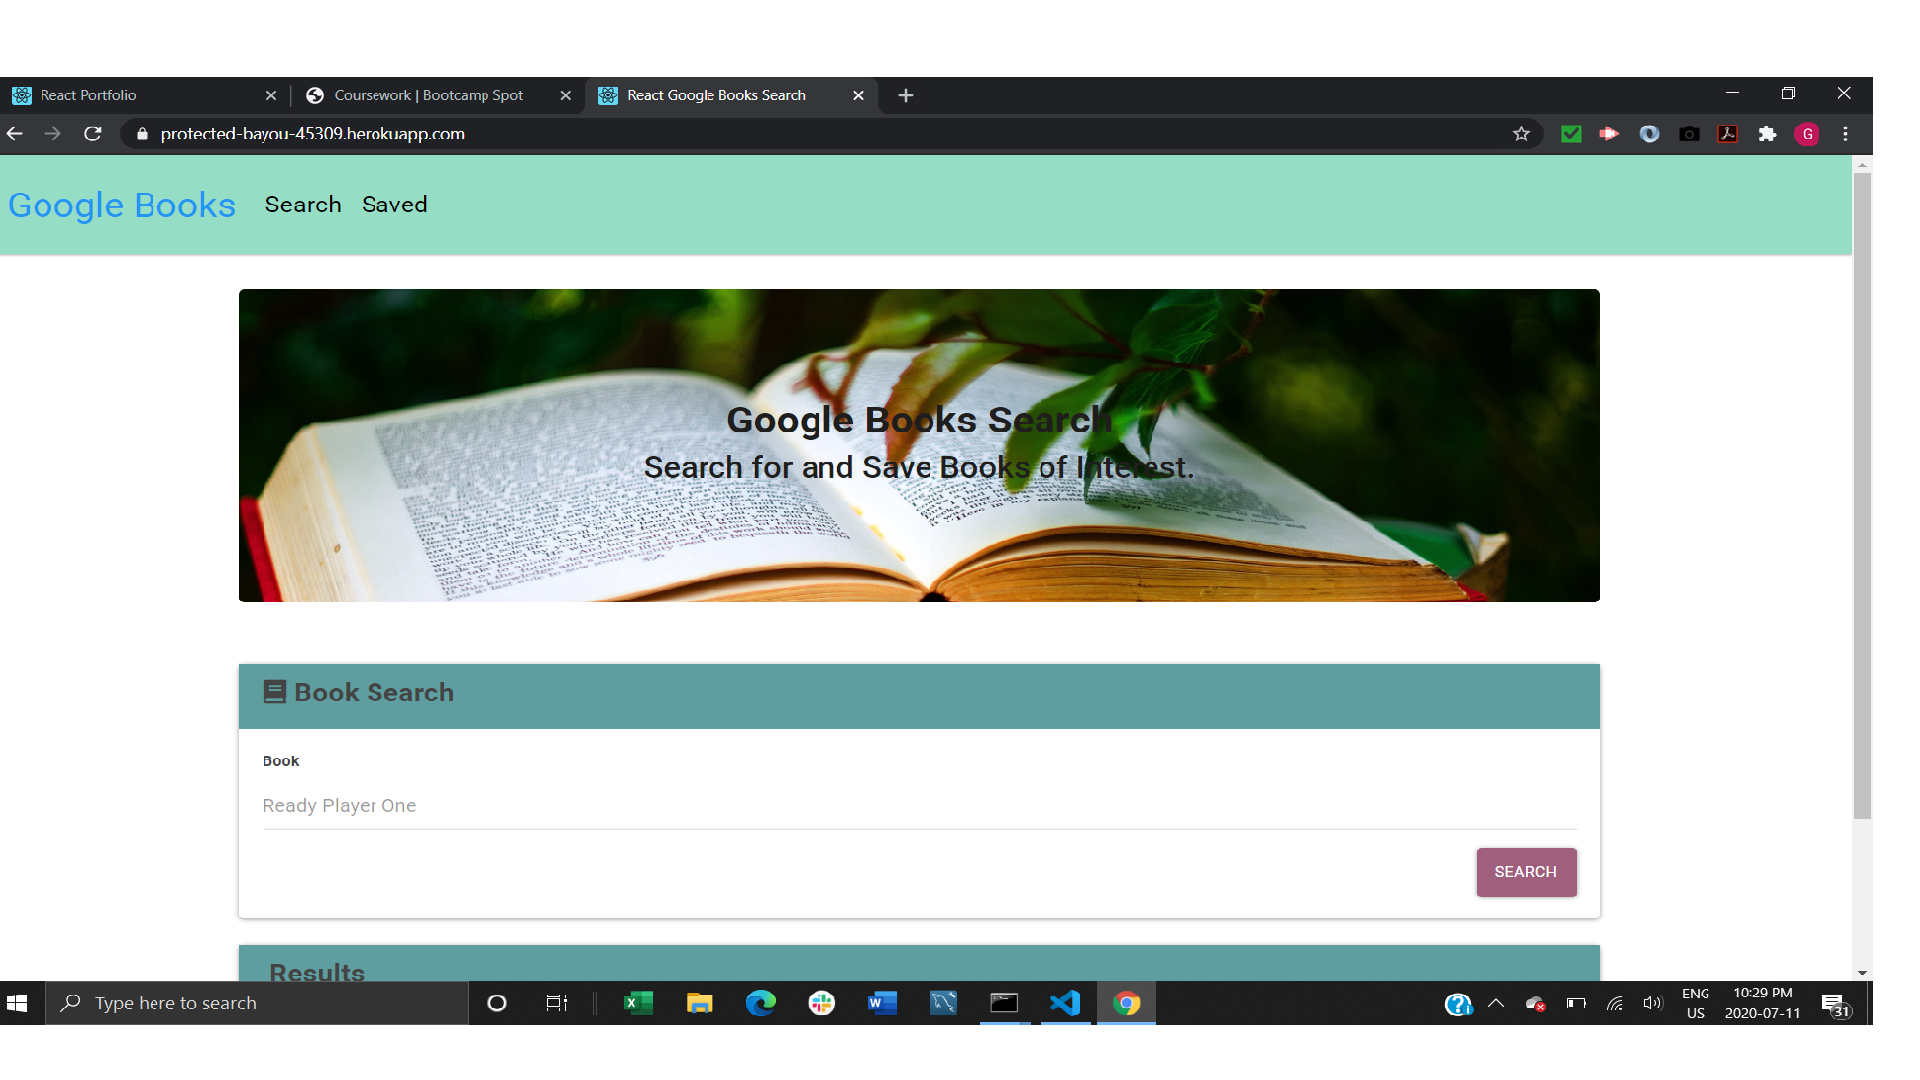 React Portfolio
Coursework | Bootcamp Spot
React Google Books Search
protected-bayou-45309.herokuapp.com
G
Google Books
Search
Saved
Google Books Search
Search for and Save Books of Interest.
Book Search
Book
Ready Player One
SEARCH
Results
Type here to search
ENG
US
10:29 PM
2020-07-11
31